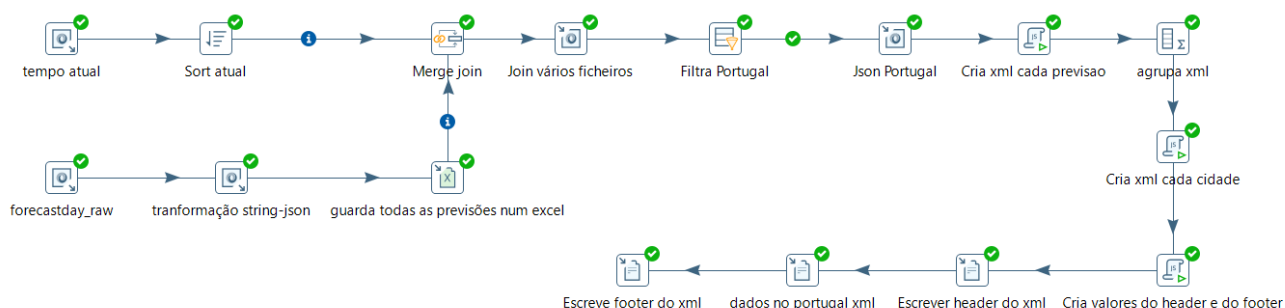 tempo atual
Sort atual
Merge join
Join vários ficheiros
Filtra Portugal
Json Portugal
Cria xml cada previsao
agrupa xml
forecastday_raw
tranformação string-json
guarda todas as previsões num excel
Cria xml cada cidade
Escreve footer do xml
dados no portugal xml
Escrever header do xml
Cria valores do header e do footer